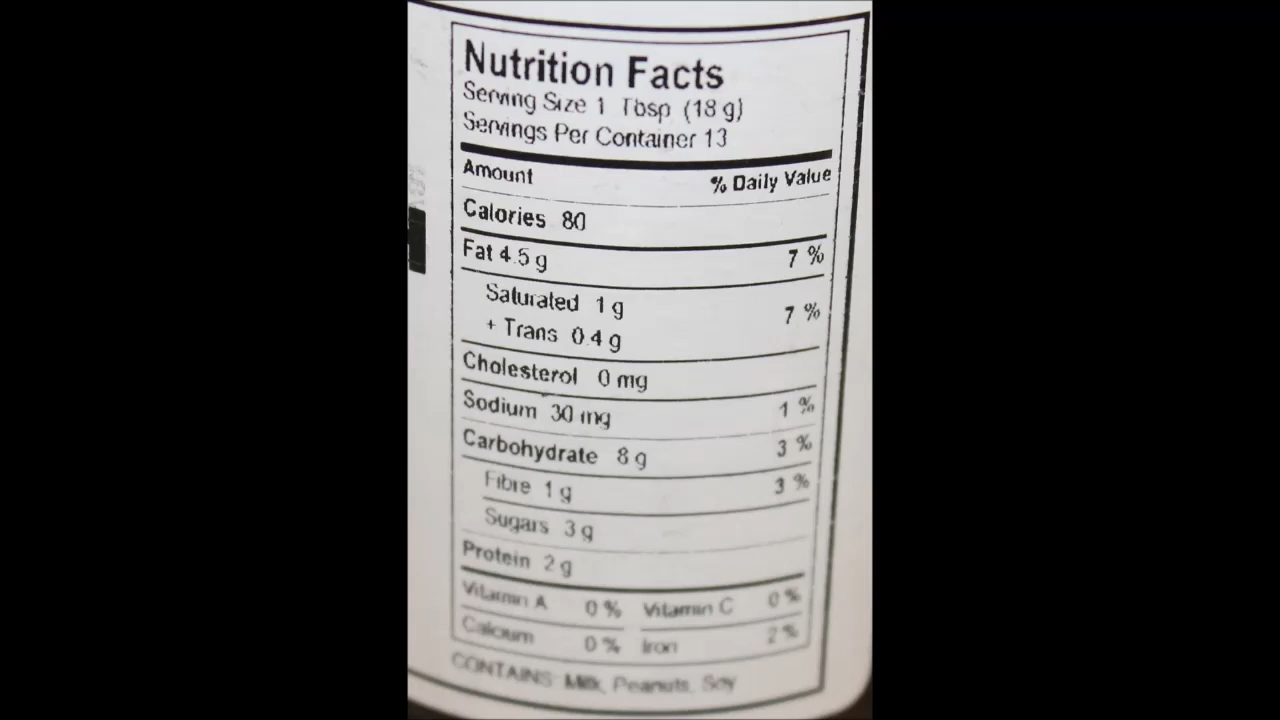 Nutrition Facts
Serving Size 1 Tbsp (18 g)
Servings Per Container 13
Amount % Daily Value
Calories 80
Fat 4.5 g 7 %
Saturated 1 g
+ Trans 0.4 g 7 %
Cholesterol 0 mg
Sodium 30 mg 1 %
Carbohydrate 8 g 3 %
Fibre 1 g 3 %
Sugars 3 g
Protein 2 g
Vitamin A 0 % Vitamin C 0 %
Calcium 0 % Iron 2 %
CONTAINS: Milk, Peanuts, Soy